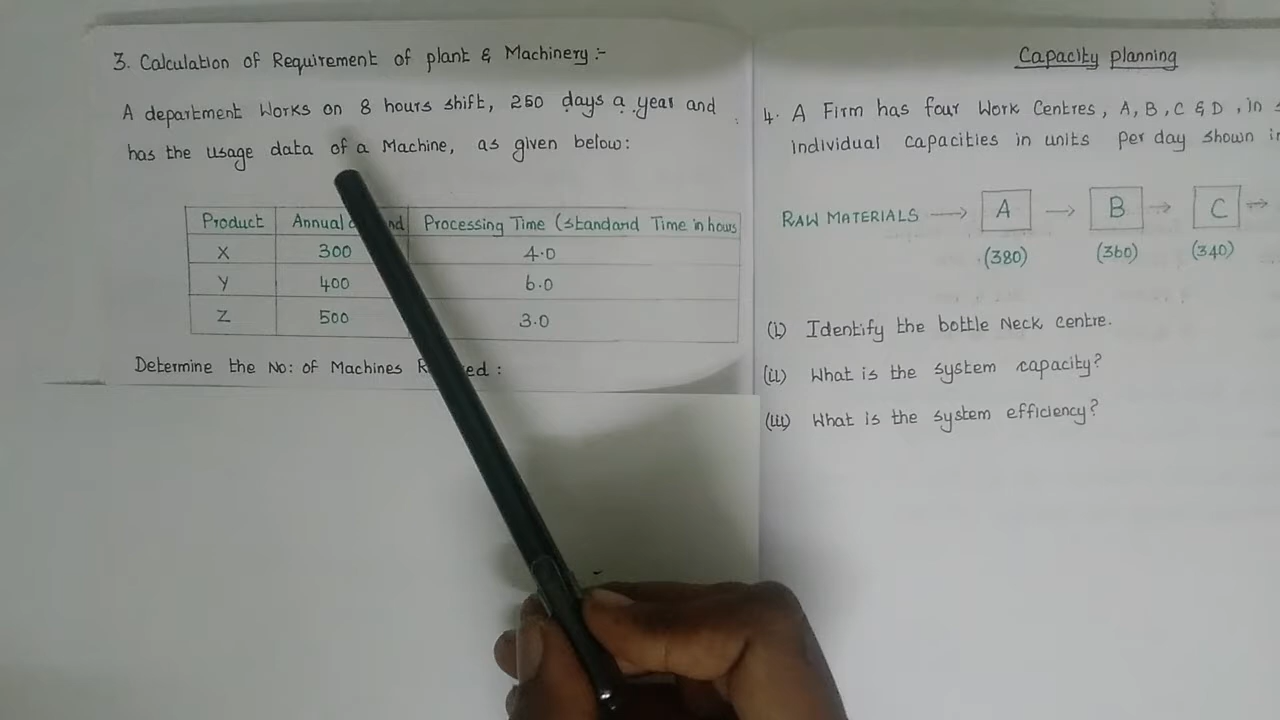 3. Calculation of Requirement of plant & Machinery :-
A department Works on 8 hours shift, 250 days a year and
has the usage data of a Machine, as given below:
Product Annual Processing Time (Standard Time in hours
X 300 4.0
Y 400 6.0
Z 500 3.0
Determine the No: of Machines
Capacity planning
4. A Firm has four Work Centres, A, B, C & D, in
Individual capacities in units per day shown
RAW MATERIALS → A → B → C →
(380) (360) (340)
(i) Identify the bottle Neck centre.
(ii) What is the system capacity?
(iii) What is the system efficiency?